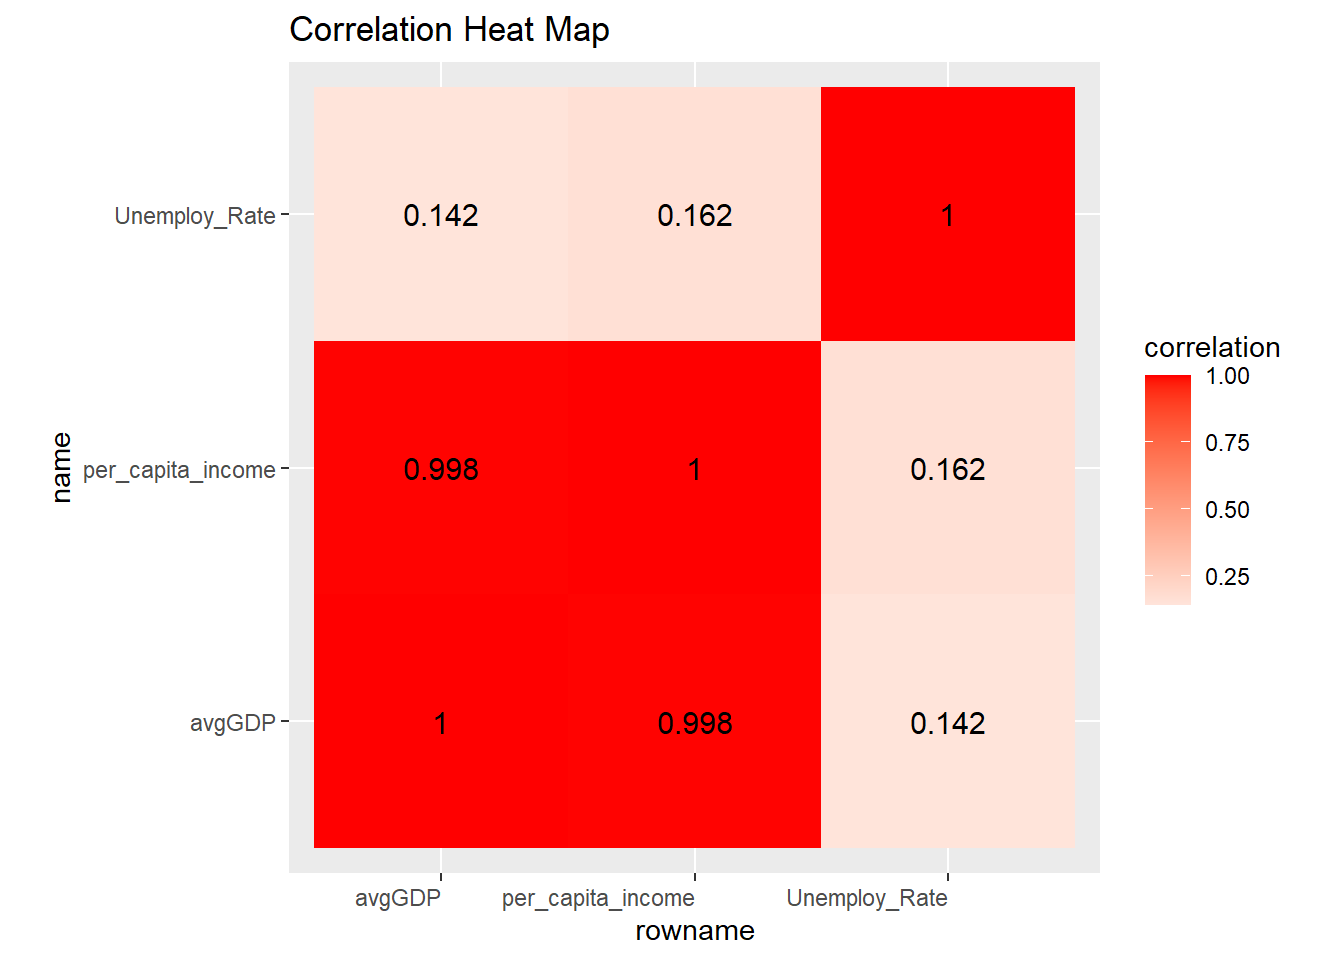 Correlation Heat Map
Unemploy_Rate
0.142
0.162
1
per_capita_income
0.998
1
0.162
avgGDP
1
0.998
0.142
name
avgGDP
per_capita_income
Unemploy_Rate
rowname
correlation
1.00
0.75
0.50
0.25